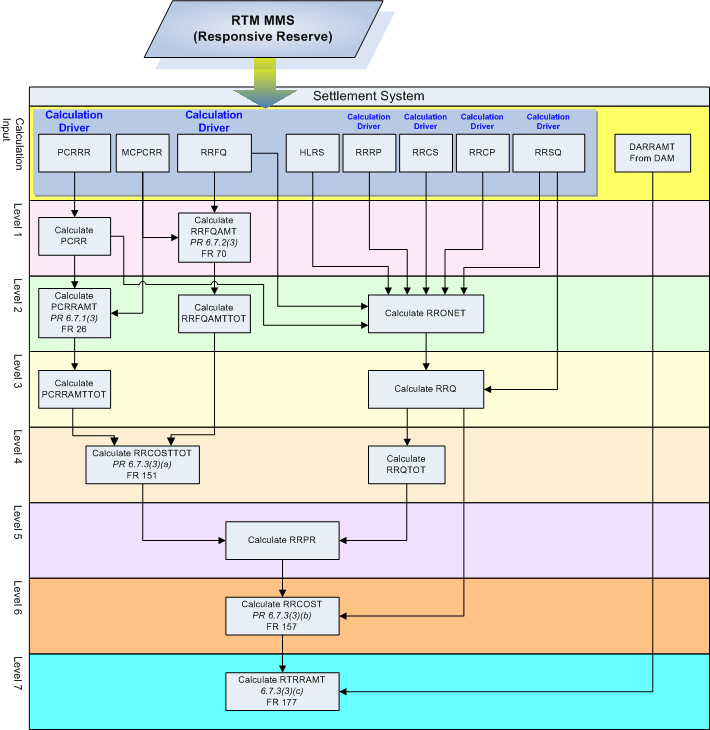 RTM MMS
(Responsive Reserve)
Settlement System
Calculation
Input
Calculation
Driver
Calculation
Driver
Calculation
Driver
Calculation
Driver
Calculation
Driver
Calculation
Driver
PCRRR
MCPCRR
RRFQ
HLRS
RRRP
RRCS
RRCP
RRSQ
DARRAMT
From DAM
Level 1
Calculate
PCRR
Calculate
RRFQAMT
PR 6.7.2(3)
FR 70
Level 2
Calculate
PCRRAMT
PR 6.7.1(3)
FR 26
Calculate
RRFQAMTTOT
Calculate RRONET
Level 3
Calculate
PCRRAMTTOT
Calculate RRQ
Level 4
Calculate RRCOSTTOT
PR 6.7.3(3)(a)
FR 151
Calculate
RRQTOT
Level 5
Calculate RRPR
Level 6
Calculate RRCOST
PR 6.7.3(3)(b)
FR 157
Level 7
Calculate RTRRAMT
6.7.3(3)(c)
FR 177